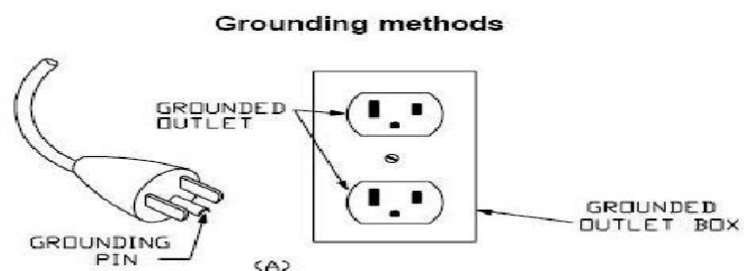 Grounding methods
GROUNDED
OUTLET
GROUNDED
OUTLET BOX
GROUNDING
PIN
(A)